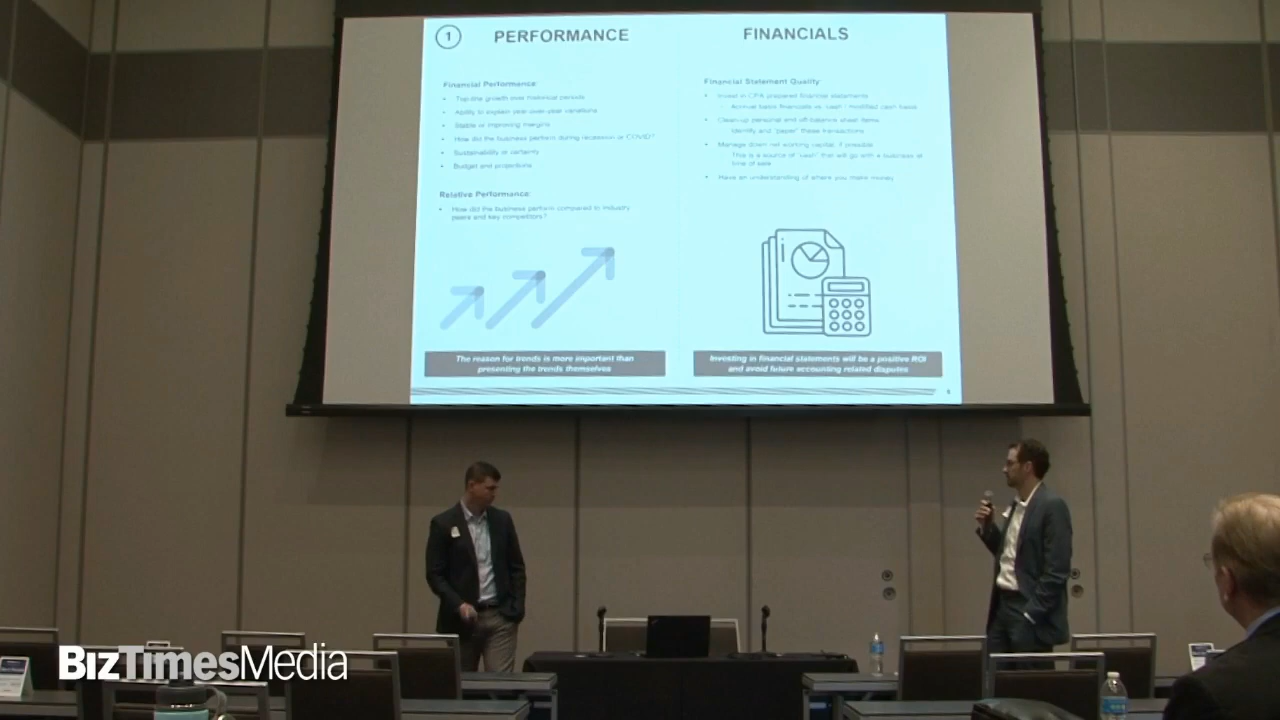 1
PERFORMANCE
Financial Performance:
Top-line growth over historical periods
Ability to explain year-over-year variations
Stable or improving margins
How did the business perform during recession or COVID?
Sustainability or certainty
Budget and projections
Relative Performance:
How did the business perform compared to industry
peers and key competitors?
The reason for trends is more important than
presenting the trends themselves
FINANCIALS
Financial Statement Quality:
Invest in CPA prepared financial statements
Accrual basis financials vs. cash / modified cash basis
Clean-up personal and off-balance sheet items
Identify and "paper" these transactions
Manage down net working capital, if possible
This is a source of "cash" that will go with a business at
time of sale
Have an understanding of where you make money
Investing in financial statements will be a positive ROI
and avoid future accounting related disputes
BizTimesMedia